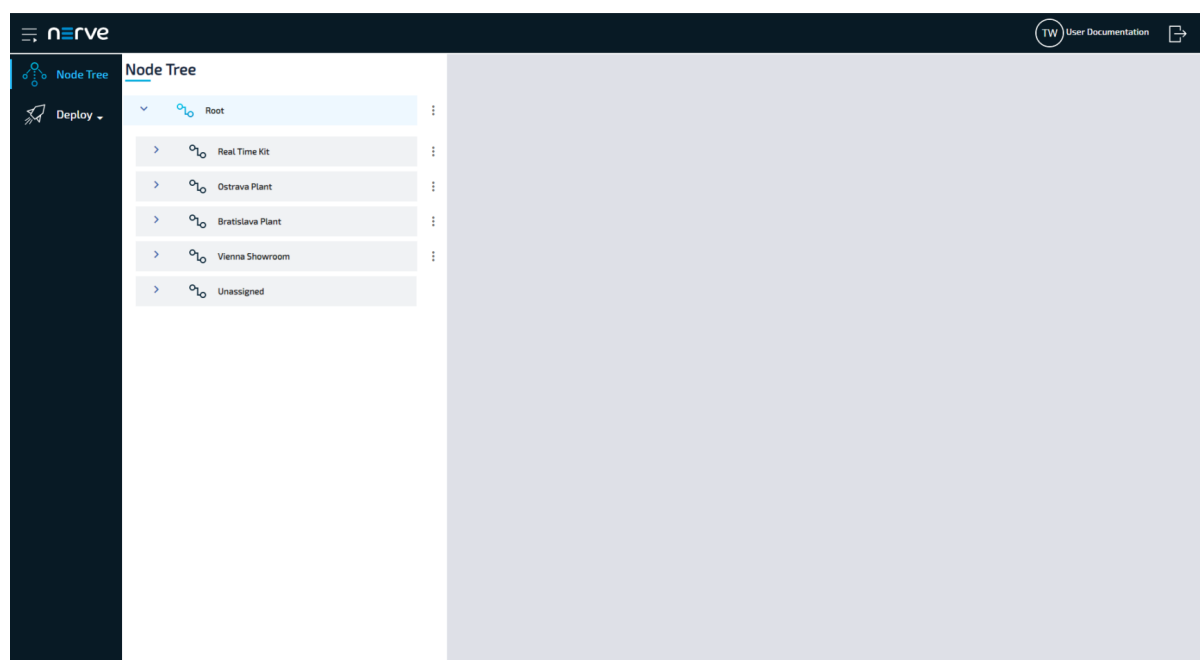 nerve
TW User Documentation
Node Tree
Deploy
Node Tree
Root
Real Time Kit
Ostrava Plant
Bratislava Plant
Vienna Showroom
Unassigned